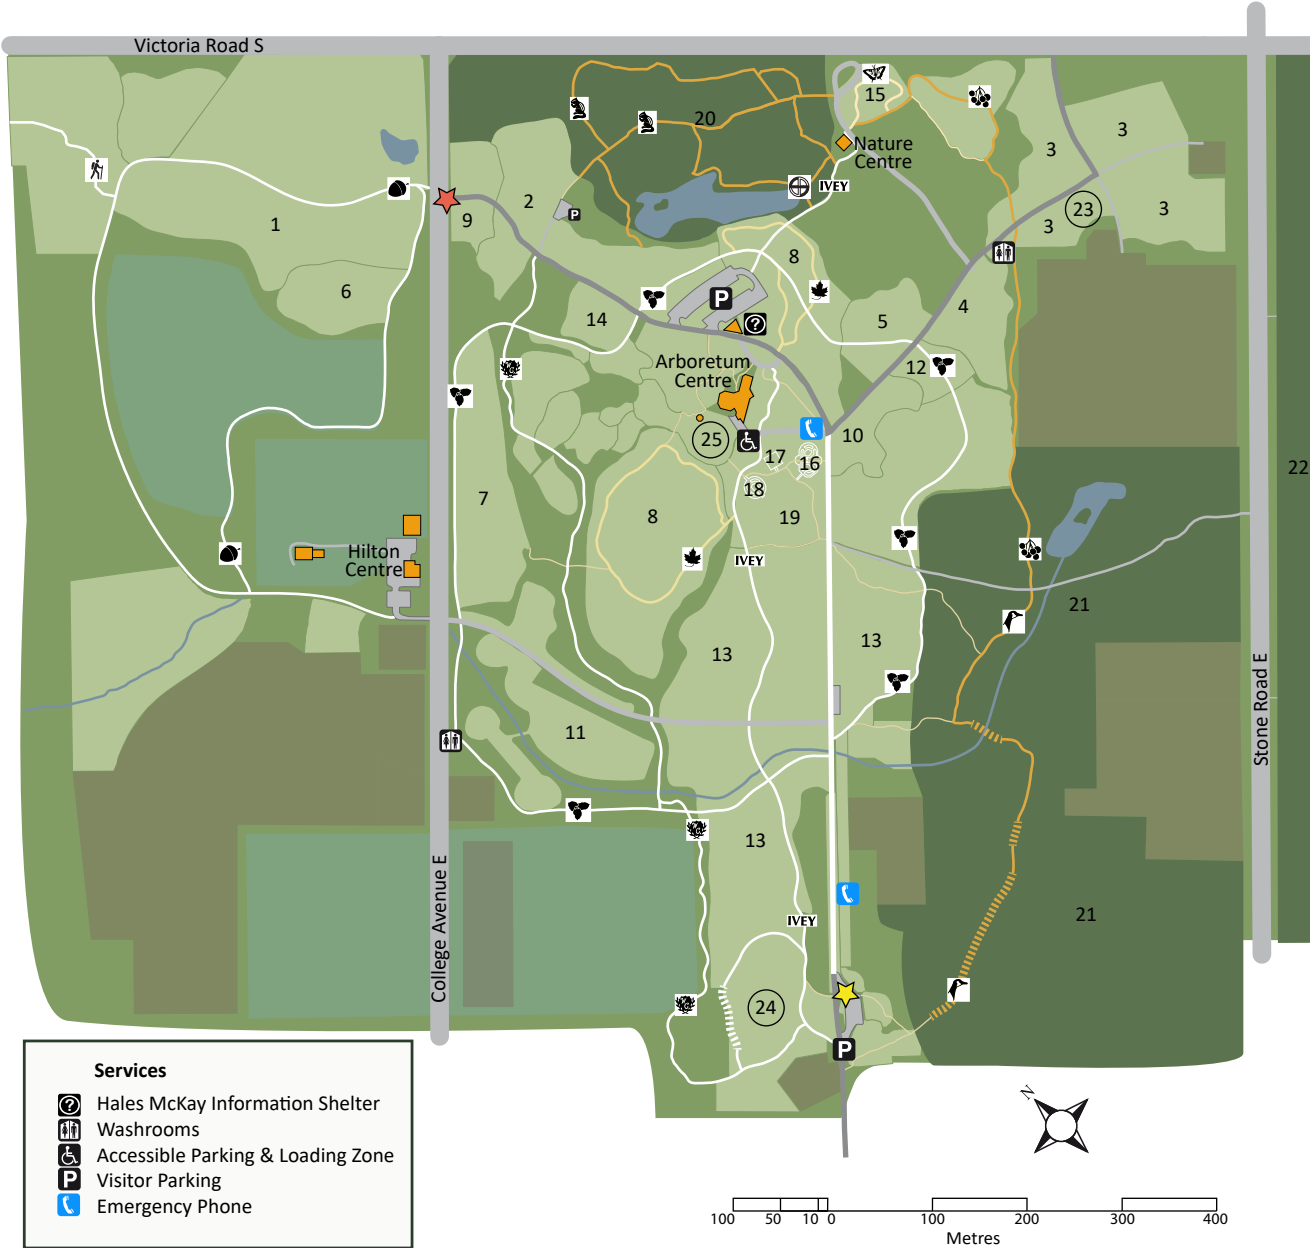 Victoria Road S
20
15
3
3
Nature
Centre
IVEY
2
9
1
23
3
3
8
6
4
P
14
5
P
?
Arboretum
Centre
12
25
10
17
16
22
7
18
8
19
Hilton
Centre
IVEY
21
13
13
11
Stone Road E
13
College Avenue E
IVEY
21
24
P
Services
? Hales McKay Information Shelter
Washrooms
Accessible Parking & Loading Zone
P Visitor Parking
Emergency Phone
N
100 50 10 0 100 200 300 400
Metres